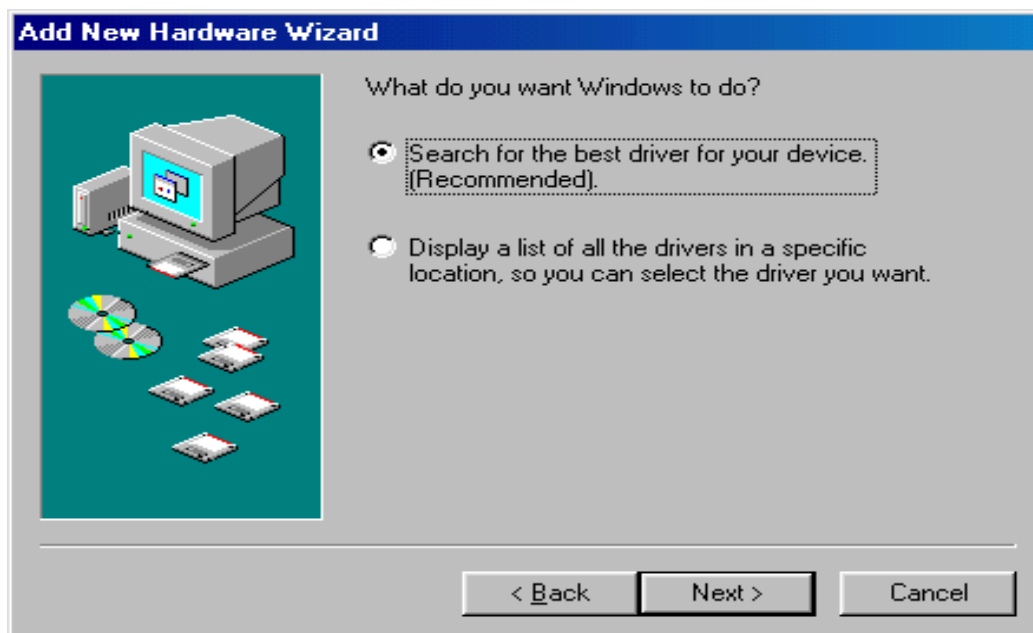 Add New Hardware Wizard
What do you want Windows to do?
Search for the best driver for your device.
(Recommended).
Display a list of all the drivers in a specific
location, so you can select the driver you want.
< Back
Next >
Cancel